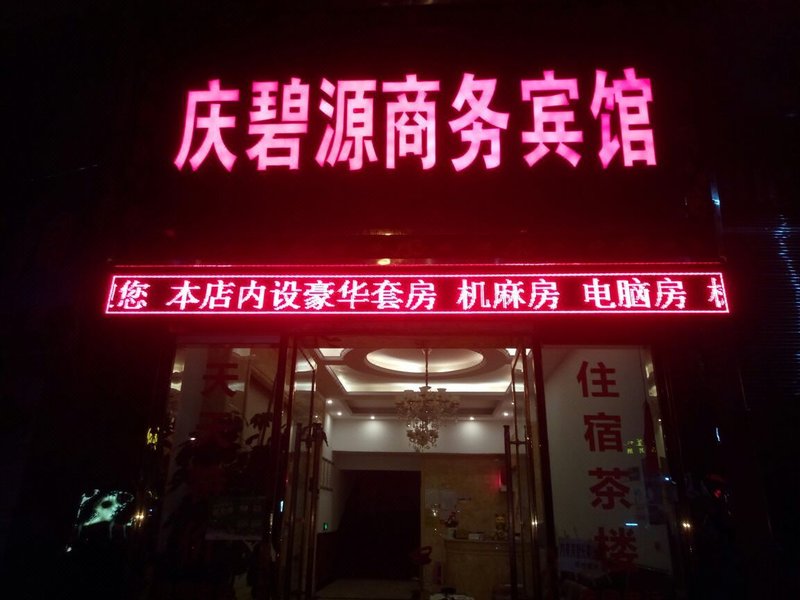 庆碧源商务宾馆
您 本店内设豪华套房 机麻房 电脑房
天
住宿茶楼